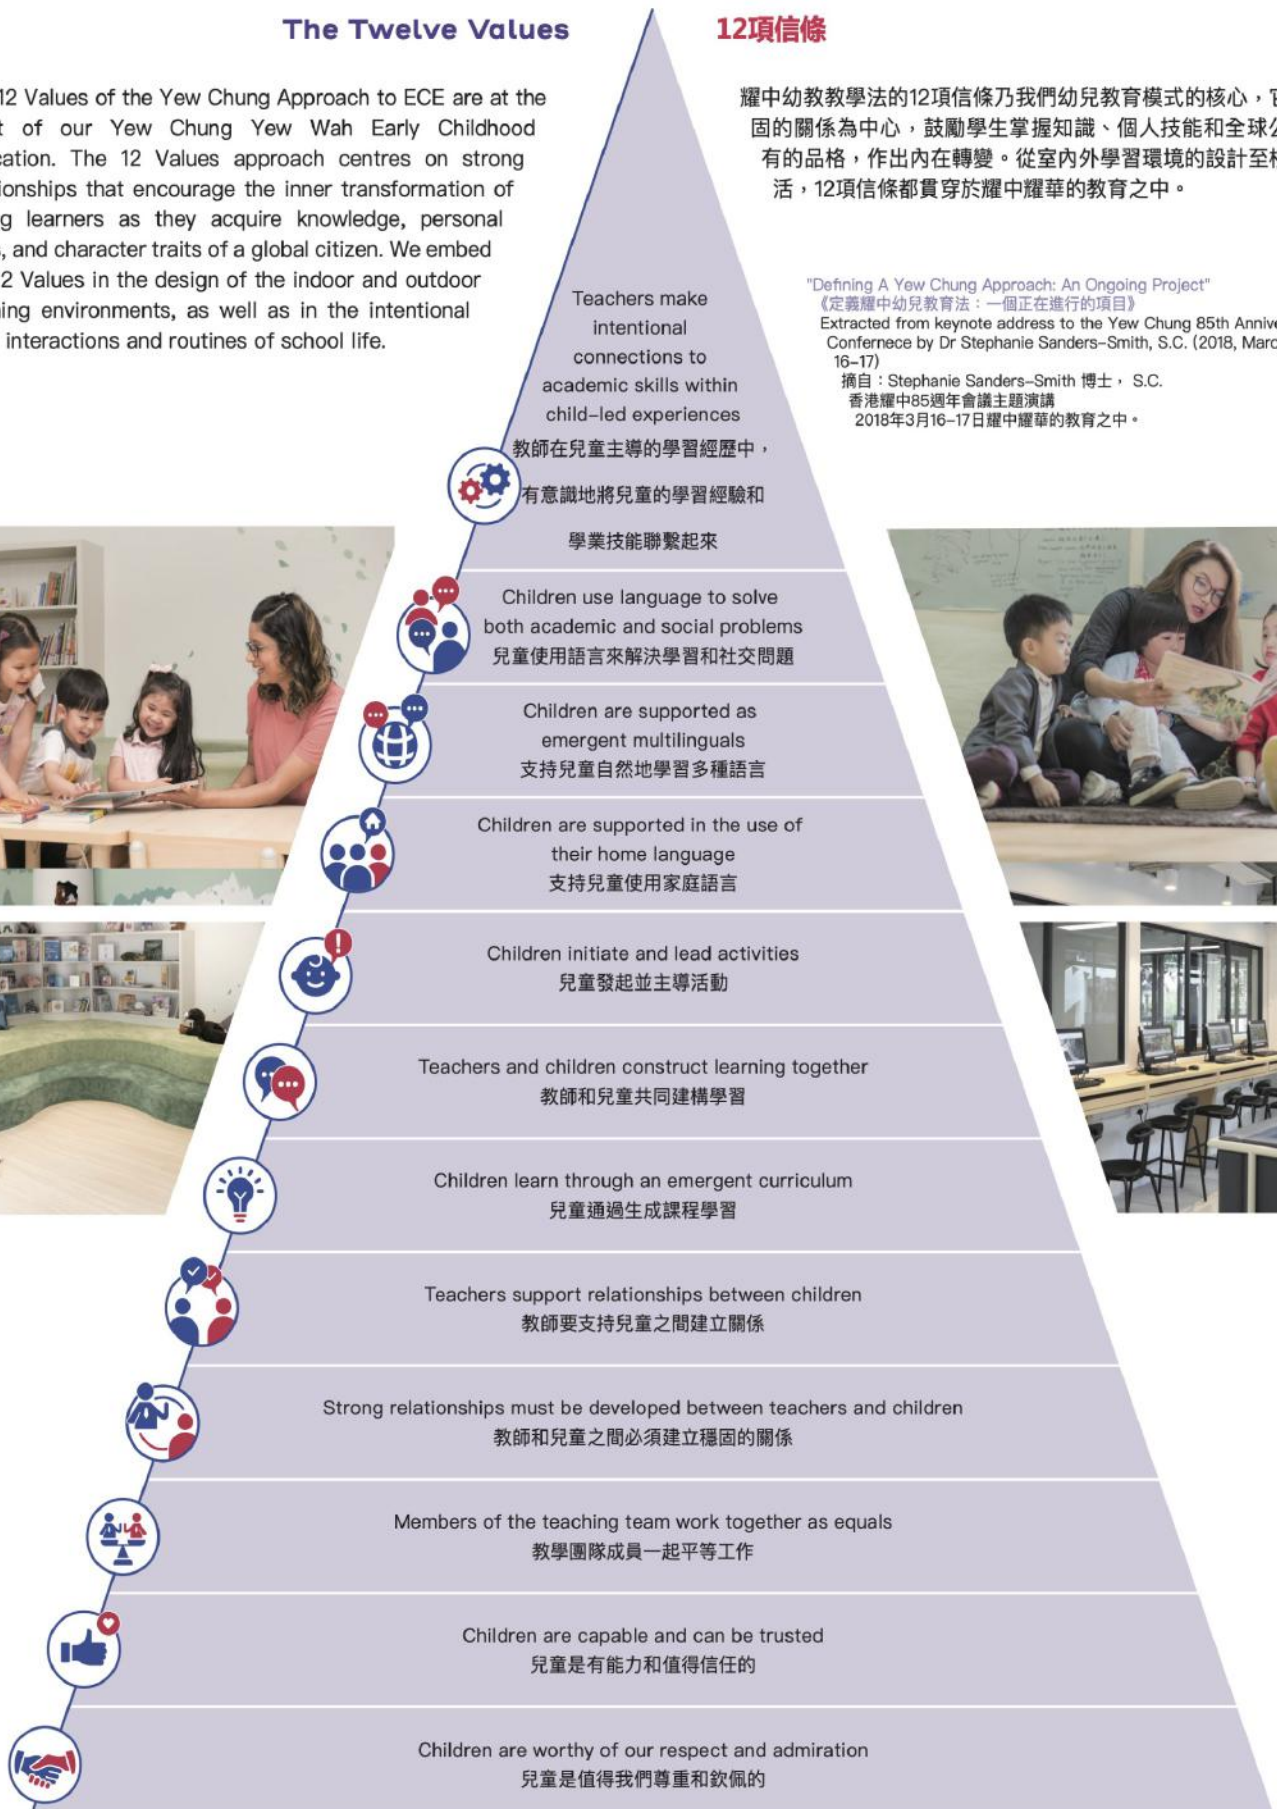 The Twelve Values
12 Values of the Yew Chung Approach to ECE are at the
of our Yew Chung Yew Wah Early Childhood
The 12 Values approach centres on strong
that encourage the inner transformation of
learners as they acquire knowledge, personal
and character traits of a global citizen. We embed
Values in the design of the indoor and outdoor
environments, as well as in the intentional
interactions and routines of school life.
12項信條
耀中幼教教學法的12項信條乃我們幼兒教育模式的核心，
固的關係為中心，鼓勵學生掌握知識、個人技能和全球公
有的品格，作出內在轉變。從室內外學習環境的設計至
活，12項信條都貫穿於耀中耀華的教育之中。
"Defining A Yew Chung Approach: An Ongoing Project"
《定義耀中幼兒教育法：一個正在進行的項目》
Extracted from keynote address to the Yew Chung 85th
Confernece by Dr Stephanie Sanders–Smith, S.C. (2018,
16–17)
摘自：Stephanie Sanders–Smith 博士， S.C.
香港耀中85週年會議主題演講
2018年3月16–17日耀中耀華的教育之中。
Teachers make
intentional
connections to
academic skills within
child–led experiences
教師在兒童主導的學習經歷中，
有意識地將兒童的學習經驗和
學業技能聯繫起來
Children use language to solve
both academic and social problems
兒童使用語言來解決學習和社交問題
Children are supported as
emergent multilinguals
支持兒童自然地學習多種語言
Children are supported in the use of
their home language
支持兒童使用家庭語言
Children initiate and lead activities
兒童發起並主導活動
Teachers and children construct learning together
教師和兒童共同建構學習
Children learn through an emergent curriculum
兒童通過生成課程學習
Teachers support relationships between children
教師要支持兒童之間建立關係
Strong relationships must be developed between teachers and children
教師和兒童之間必須建立穩固的關係
Members of the teaching team work together as equals
教學團隊成員一起平等工作
Children are capable and can be trusted
兒童是有能力和值得信任的
Children are worthy of our respect and admiration
兒童是值得我們尊重和欽佩的